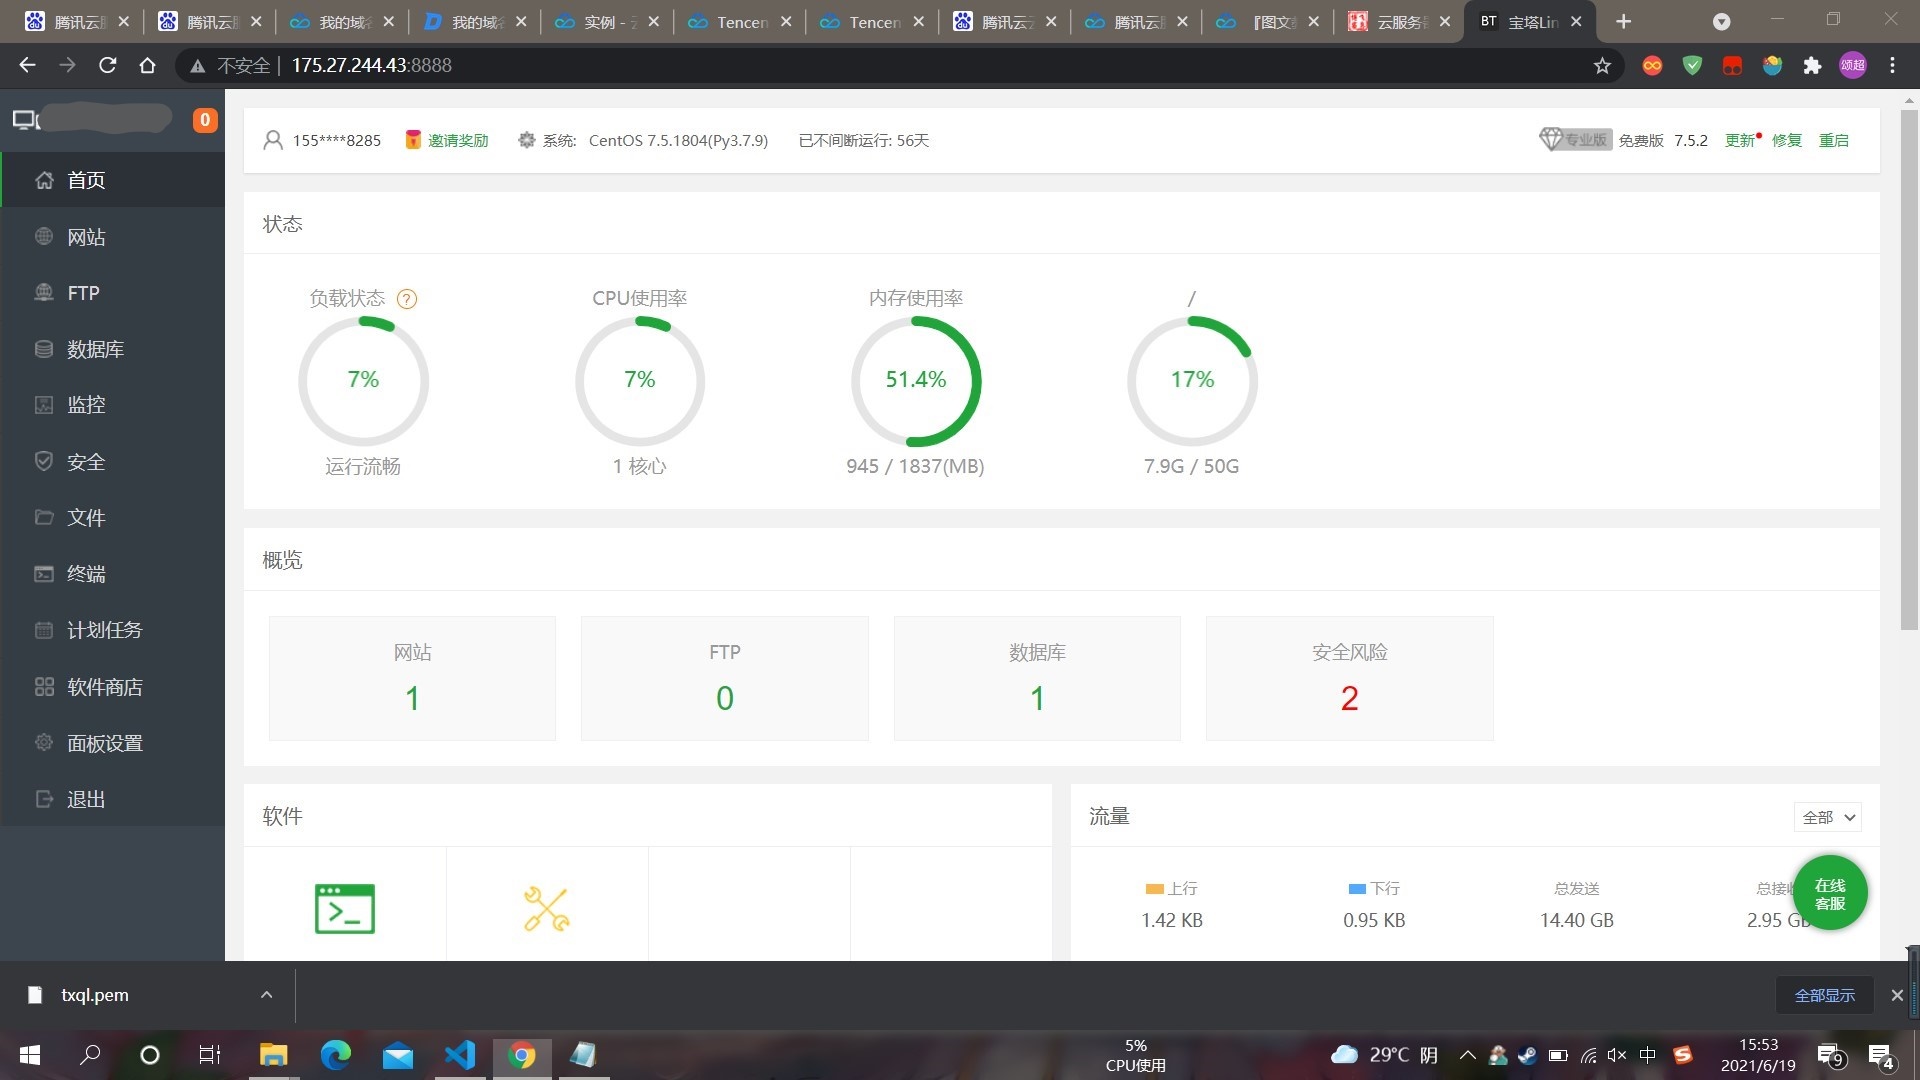 腾讯云服
腾讯云服
我的域名
我的域名
实例 - 云
Tencen
Tencen
腾讯云云
腾讯云服
『图文
云服务器
BT 宝塔Lin
不安全 | 175.27.244.43:8888
颂超
0
首页
网站
FTP
数据库
监控
安全
文件
终端
计划任务
软件商店
面板设置
退出
155****8285 邀请奖励 系统: CentOS 7.5.1804(Py3.7.9) 已不间断运行: 56天
专业版 免费版 7.5.2 更新 修复 重启
状态
负载状态 ?
CPU使用率
内存使用率
/
7%
7%
51.4%
17%
运行流畅
1 核心
945 / 1837(MB)
7.9G / 50G
概览
网站
FTP
数据库
安全风险
1
0
1
2
软件
流量
全部
上行
下行
总发送
总接收
1.42 KB
0.95 KB
14.40 GB
2.95 GB
在线
客服
txql.pem
全部显示
5%
CPU使用
29°C 阴
中
15:53
2021/6/19
9
4